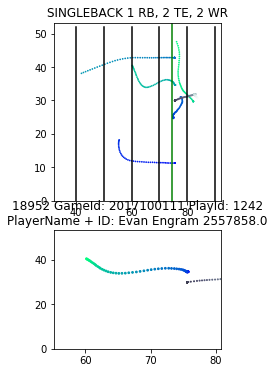 SINGLEBACK 1 RB, 2 TE, 2 WR
50
40
30
20
10
0
40 60 80
18952 GameId: 2017100111 PlayId: 1242
PlayerName + ID: Evan Engram 2557858.0
40
20
0
60 70 80